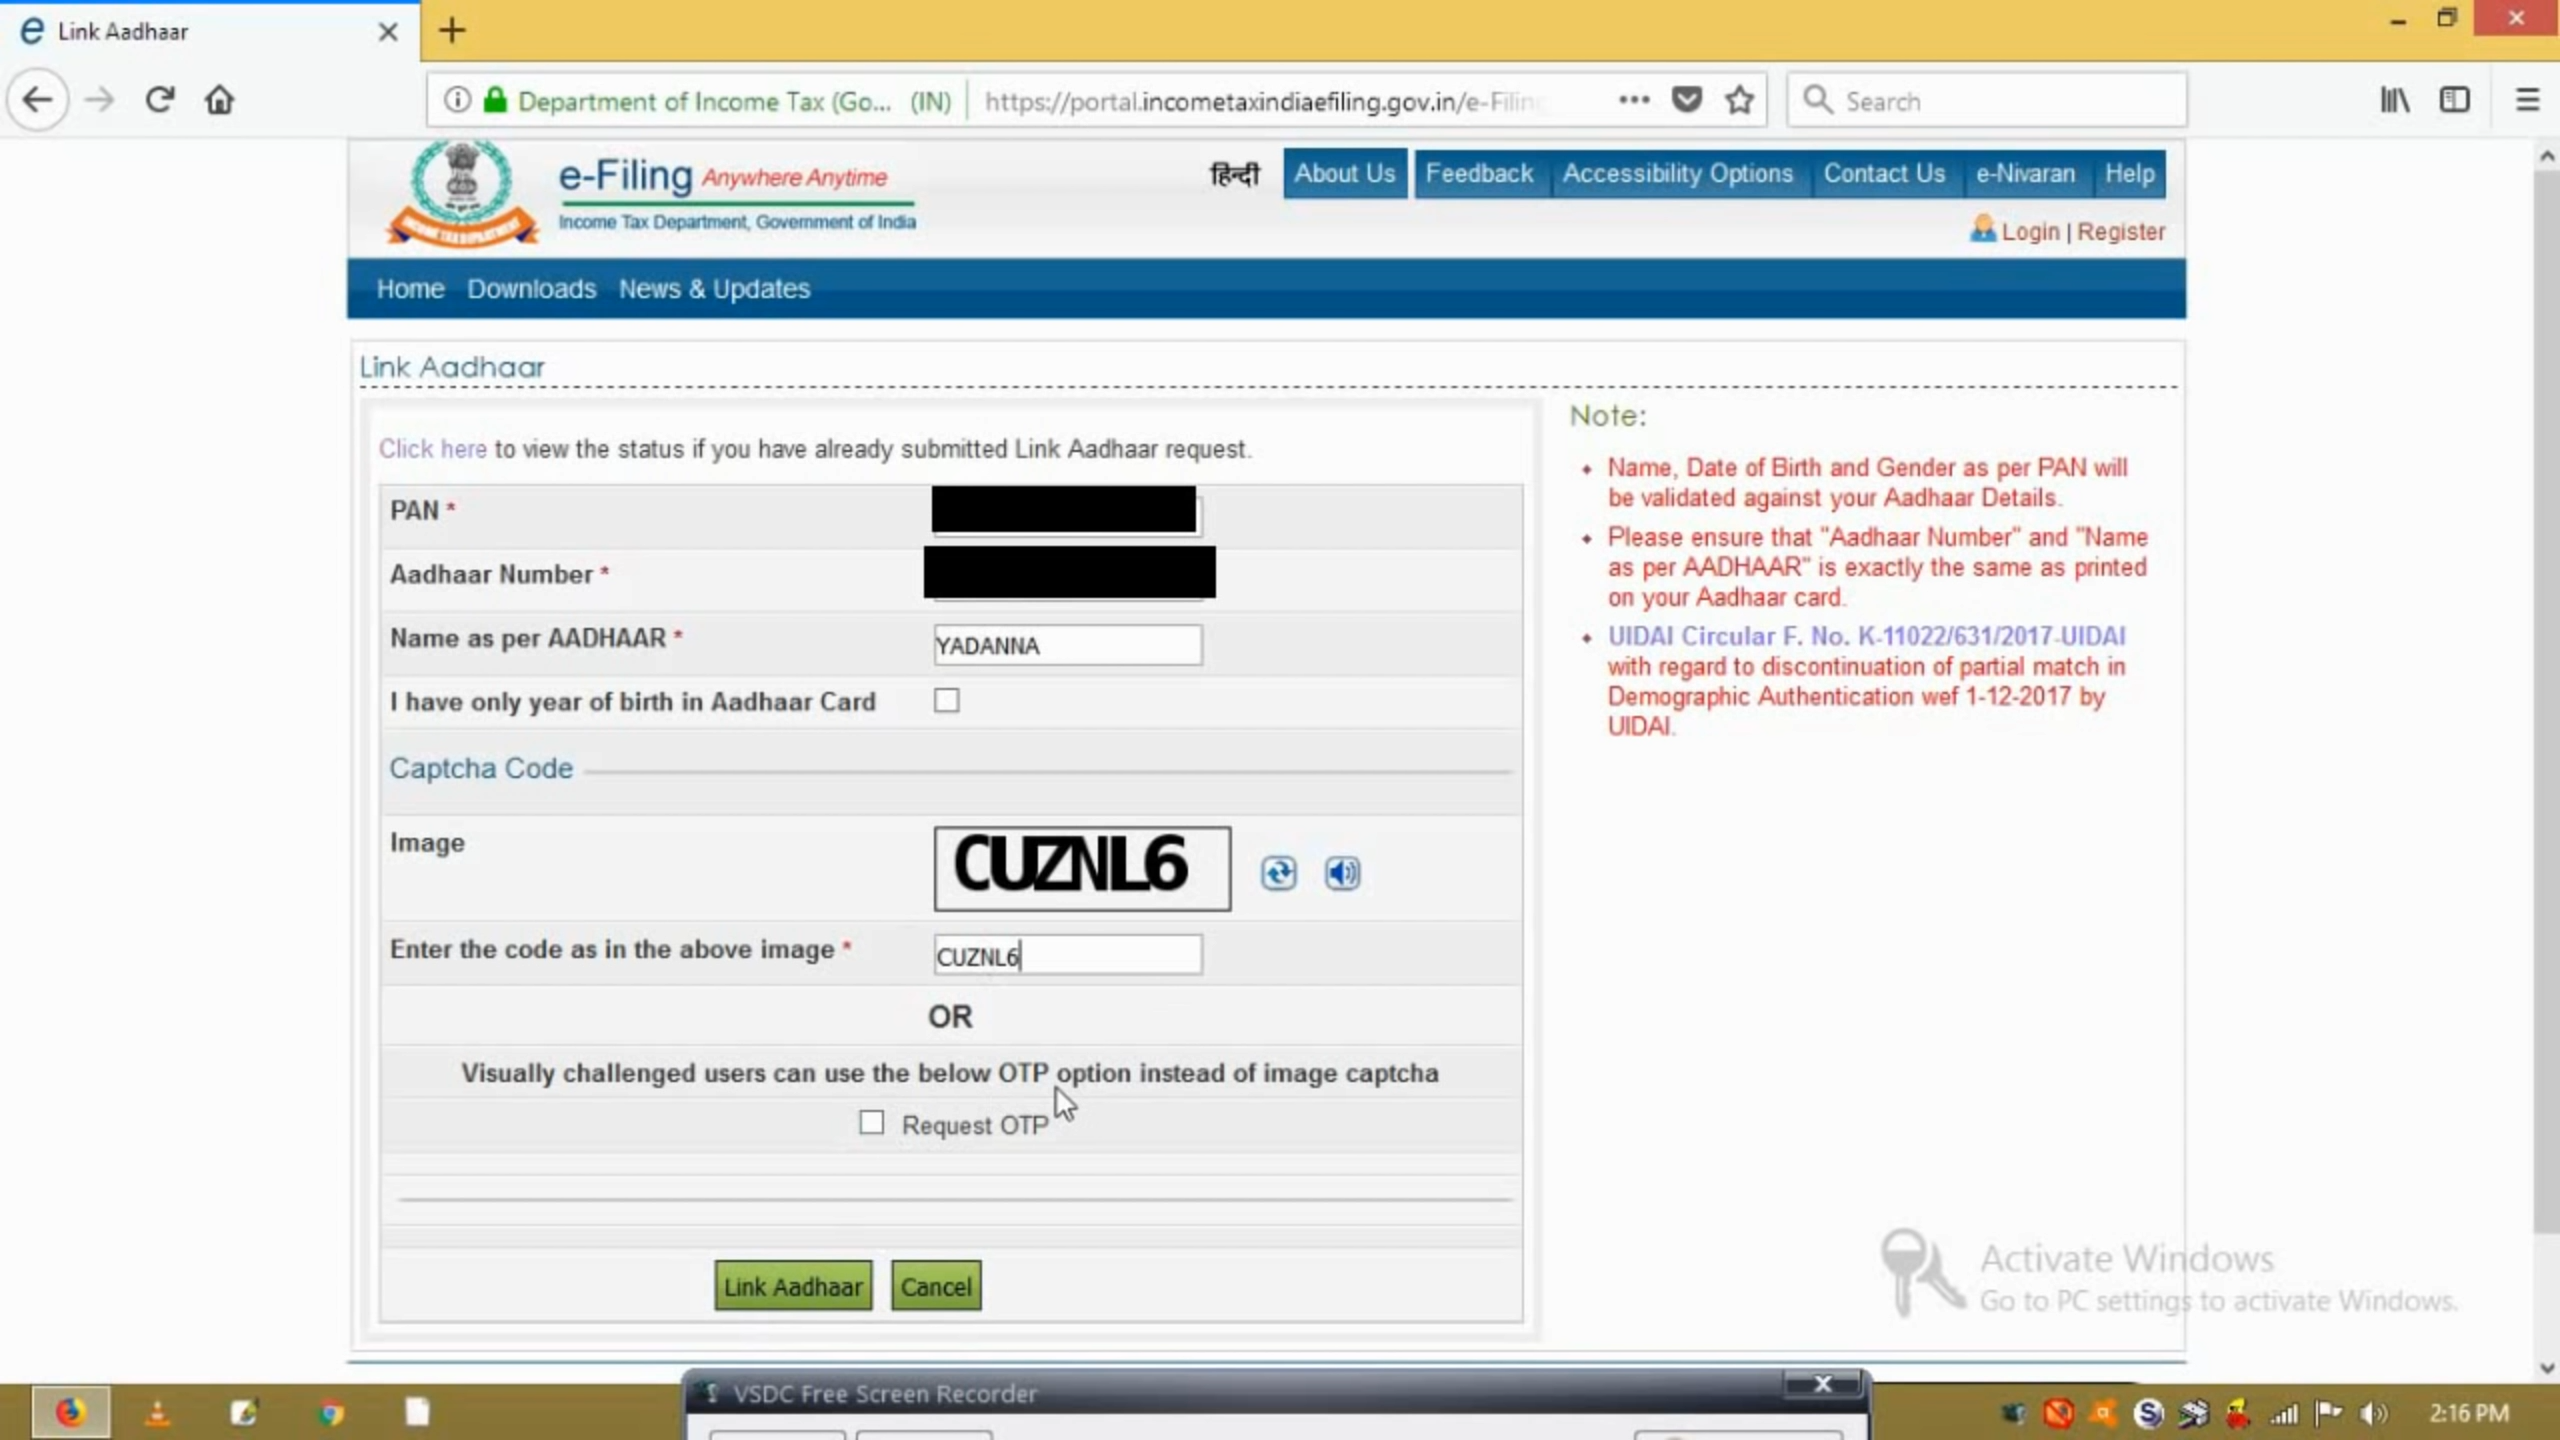 Link Aadhaar
Department of Income Tax (Go... (IN)
https://portal.incometaxindiaefiling.gov.in/e-Filin
Search
e-Filing Anywhere Anytime
Income Tax Department, Government of India
हिन्दी
About Us
Feedback
Accessibility Options
Contact Us
e-Nivaran
Help
Login | Register
Home
Downloads
News & Updates
Link Aadhaar
Click here to view the status if you have already submitted Link Aadhaar request.
PAN *
Aadhaar Number *
Name as per AADHAAR *
YADANNA
I have only year of birth in Aadhaar Card
Captcha Code
Image
CUZNL6
Enter the code as in the above image *
CUZNL6
OR
Visually challenged users can use the below OTP option instead of image captcha
Request OTP
Link Aadhaar
Cancel
Note:
Name, Date of Birth and Gender as per PAN will
be validated against your Aadhaar Details.
Please ensure that "Aadhaar Number" and "Name
as per AADHAAR" is exactly the same as printed
on your Aadhaar card.
UIDAI Circular F. No. K-11022/631/2017-UIDAI
with regard to discontinuation of partial match in
Demographic Authentication wef 1-12-2017 by
UIDAI.
Activate Windows
Go to PC settings to activate Windows.
VSDC Free Screen Recorder
2:16 PM